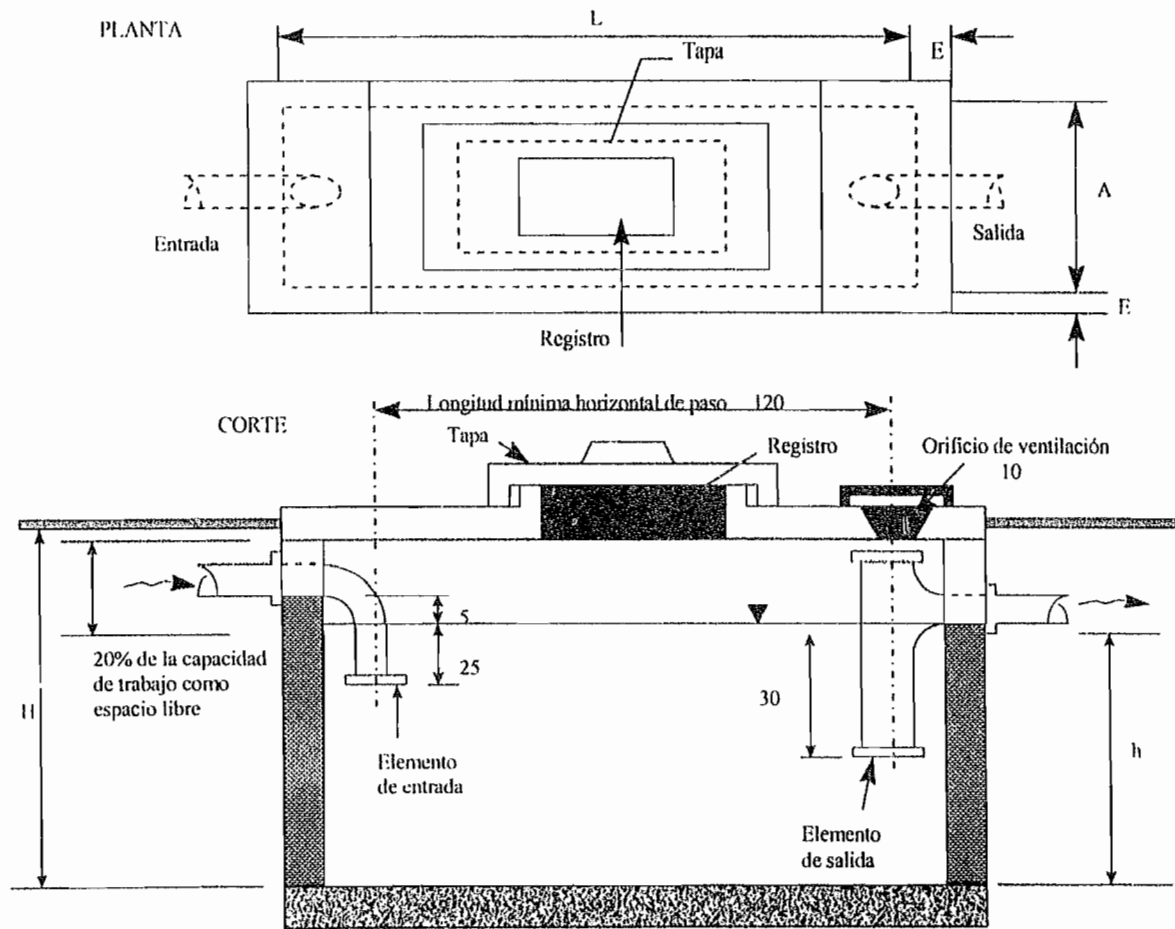 PLANTA
L
E
Tapa
A
Entrada
Salida
E
Registro
Longitud mínima horizontal de paso 120
CORTE
Tapa
Registro
Orificio de ventilación
10
5
20% de la capacidad
de trabajo como
espacio libre
25
30
H
h
Elemento
de entrada
Elemento
de salida